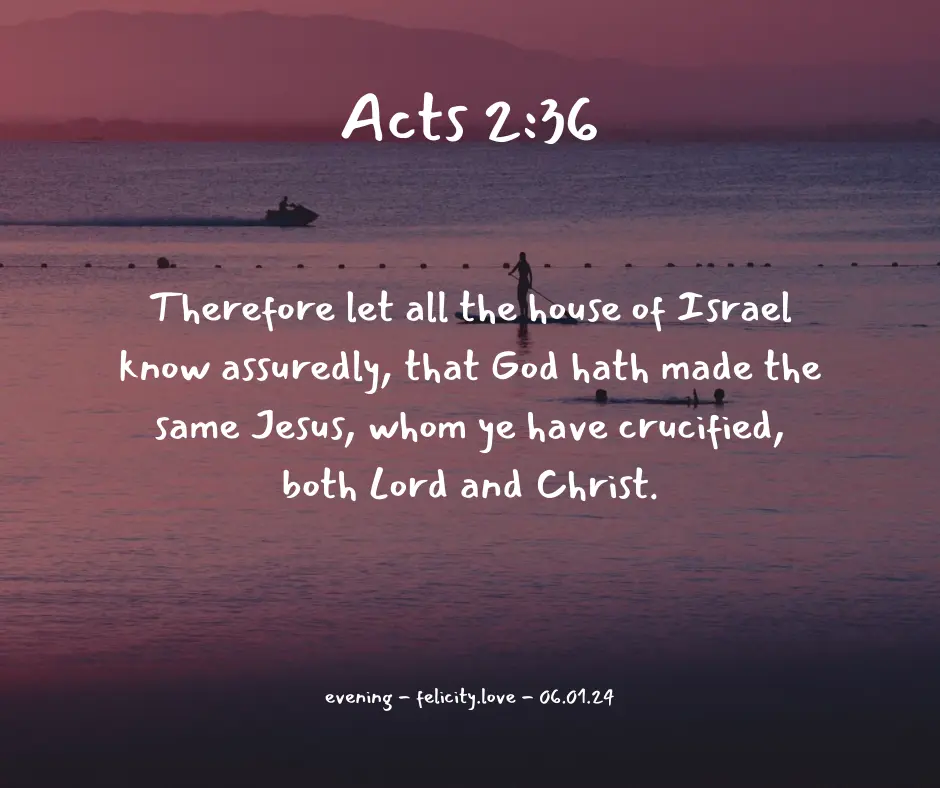 Acts 2:36
Therefore let all the house of Israel
know assuredly, that God hath made the
same Jesus, whom ye have crucified,
both Lord and Christ.
evening – felicity.love – 06.01.24